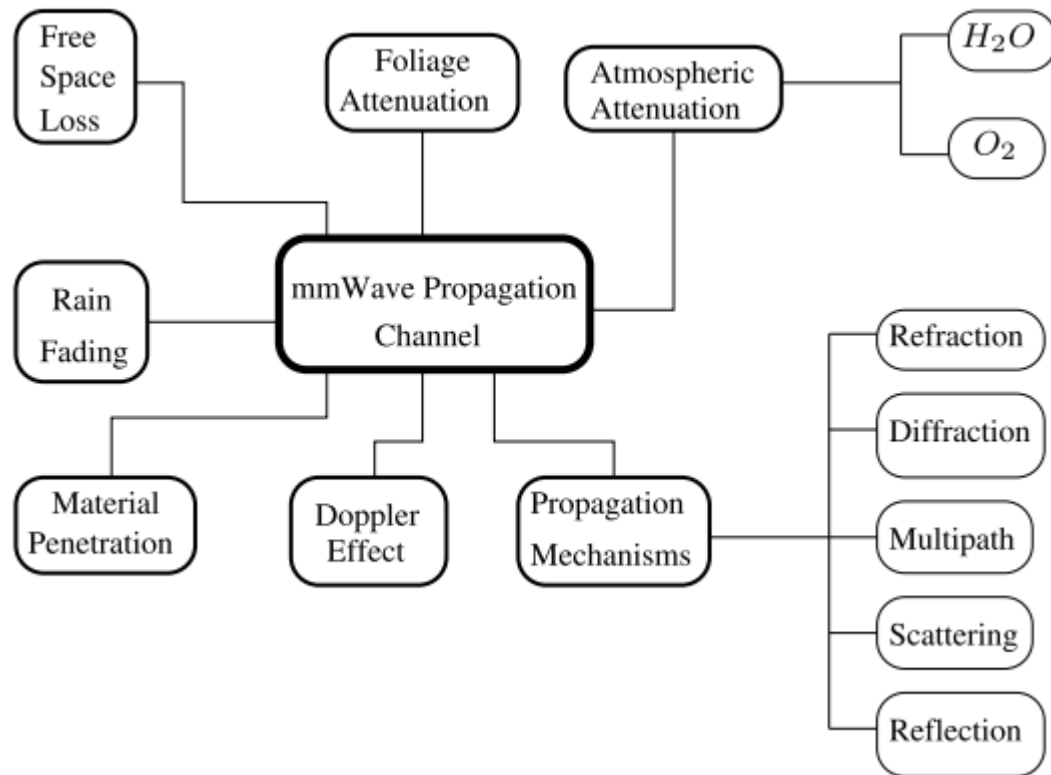 Free
Space
Loss
Foliage
Attenuation
Atmospheric
Attenuation
H₂O
O₂
mmWave Propagation
Channel
Rain
Fading
Material
Penetration
Doppler
Effect
Propagation
Mechanisms
Refraction
Diffraction
Multipath
Scattering
Reflection